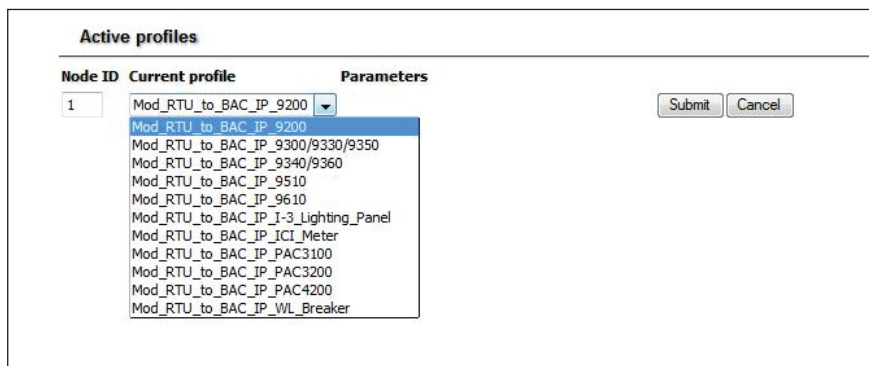 Active profiles
Node ID Current profile Parameters
1 Mod_RTU_to_BAC_IP_9200 Submit Cancel
Mod_RTU_to_BAC_IP_9200
Mod_RTU_to_BAC_IP_9300/9330/9350
Mod_RTU_to_BAC_IP_9340/9360
Mod_RTU_to_BAC_IP_9510
Mod_RTU_to_BAC_IP_9610
Mod_RTU_to_BAC_IP_I-3_Lighting_Panel
Mod_RTU_to_BAC_IP_ICI_Meter
Mod_RTU_to_BAC_IP_PAC3100
Mod_RTU_to_BAC_IP_PAC3200
Mod_RTU_to_BAC_IP_PAC4200
Mod_RTU_to_BAC_IP_WL_Breaker